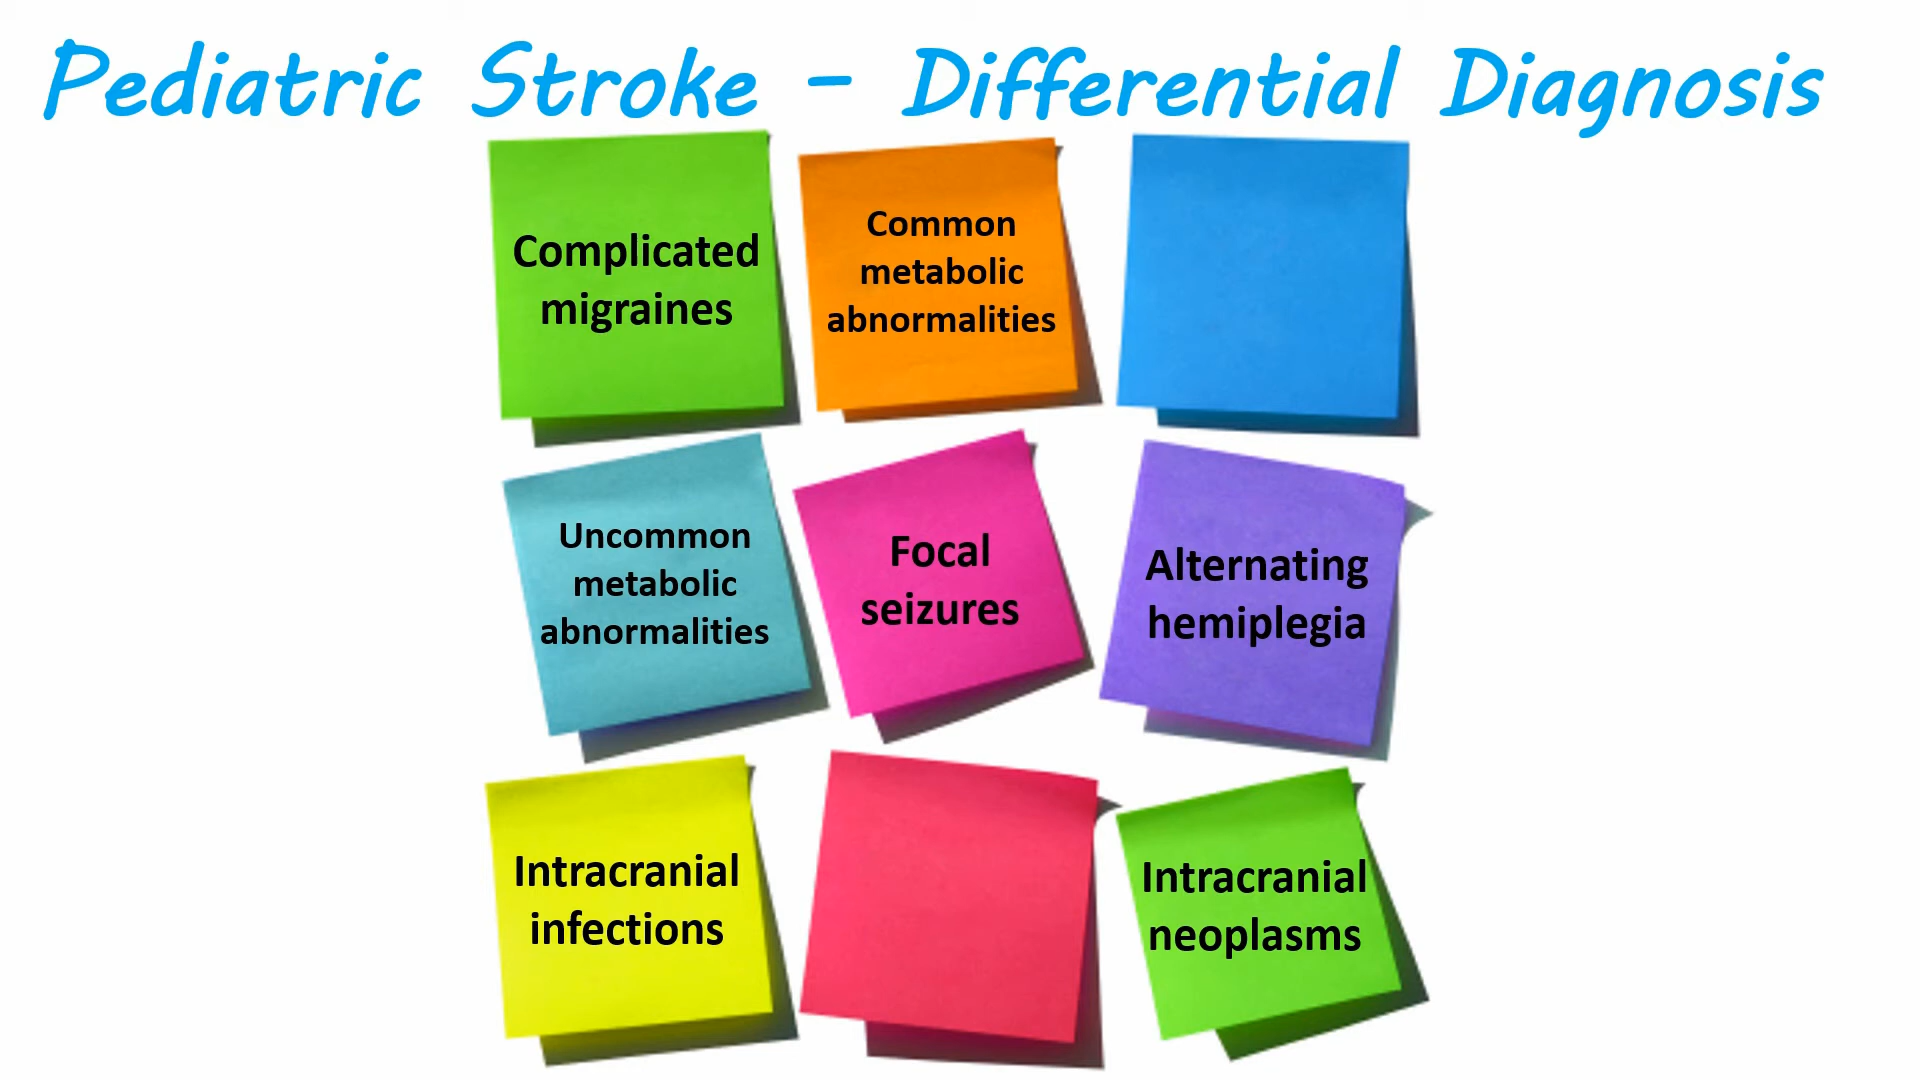 Pediatric Stroke - Differential Diagnosis
Complicated
migraines
Common
metabolic
abnormalities
Uncommon
metabolic
abnormalities
Focal
seizures
Alternating
hemiplegia
Intracranial
infections
Intracranial
neoplasms